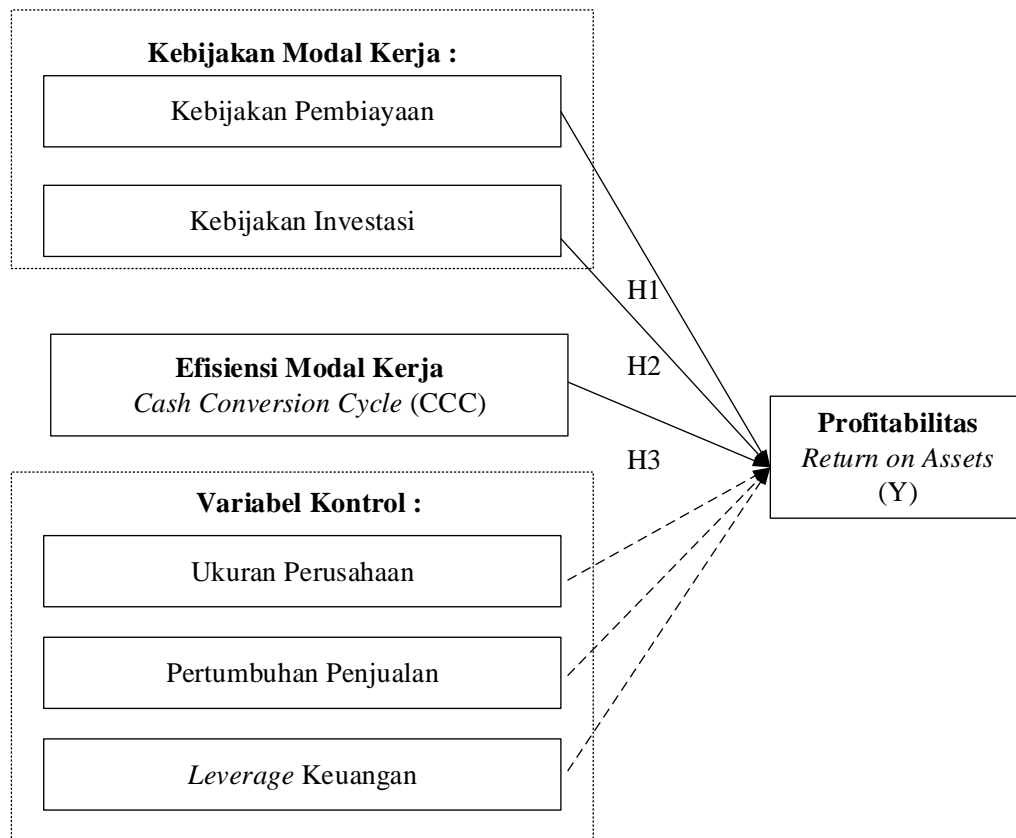 Kebijakan Modal Kerja :
Kebijakan Pembiayaan
Kebijakan Investasi
H1
H2
Efisiensi Modal Kerja
Cash Conversion Cycle (CCC)
H3
Profitabilitas
Return on Assets
(Y)
Variabel Kontrol :
Ukuran Perusahaan
Pertumbuhan Penjualan
Leverage Keuangan